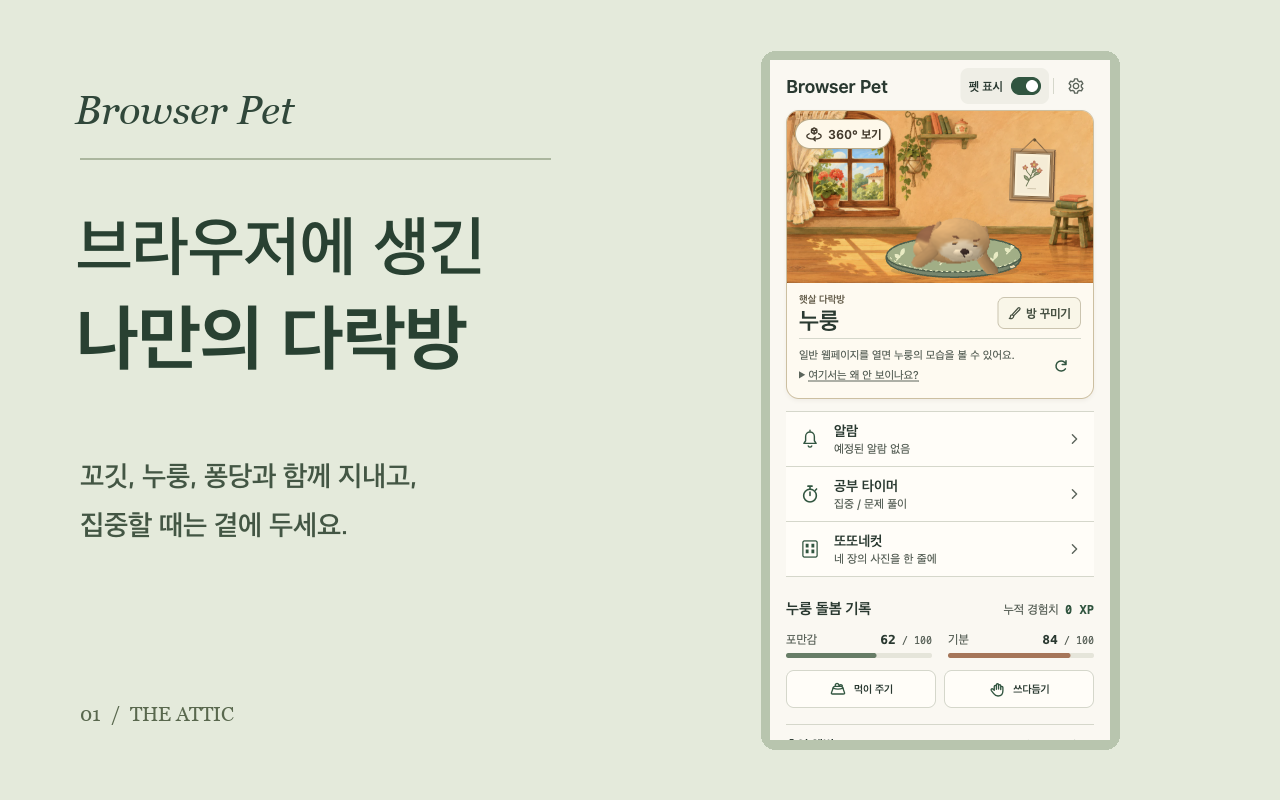 Browser Pet
브라우저에 생긴
나만의 다락방
꼬깃, 누룽, 퐁당과 함께 지내고,
집중할 때는 곁에 두세요.
01 / THE ATTIC
Browser Pet
펫 표시
360° 보기
햇살 다락방
누룽
방 꾸미기
일반 웹페이지를 열면 누룽의 모습을 볼 수 있어요.
여기서는 왜 안 보이나요?
알람
예정된 알람 없음
공부 타이머
집중 / 문제 풀이
또또네컷
네 장의 사진을 한 줄에
누룽 돌봄 기록
누적 경험치 0 XP
포만감 62 / 100
기분 84 / 100
먹이 주기
쓰다듬기